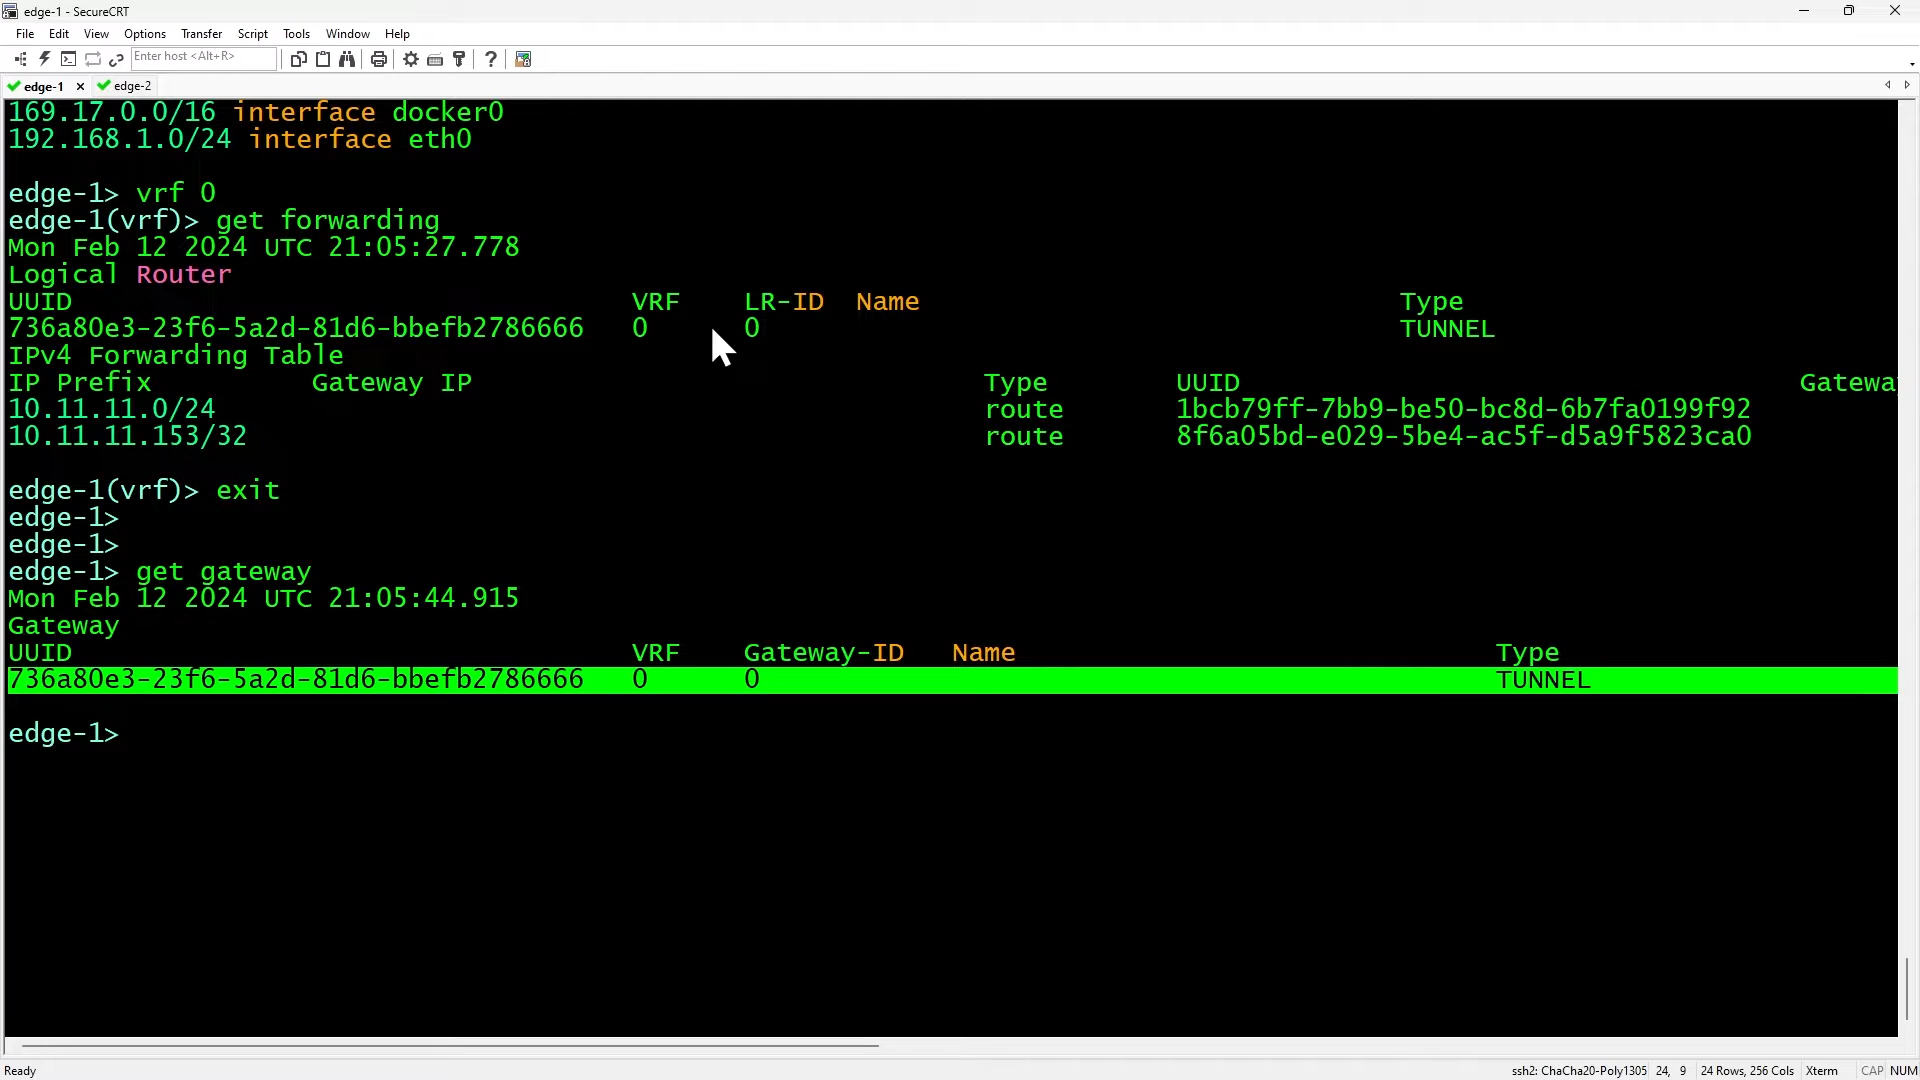 edge-1 - SecureCRT
File Edit View Options Transfer Script Tools Window Help
Enter host <Alt+R>
edge-1 edge-2
169.17.0.0/16 interface docker0
192.168.1.0/24 interface eth0
edge-1> vrf 0
edge-1(vrf)> get forwarding
Mon Feb 12 2024 UTC 21:05:27.778
Logical Router
UUID VRF LR-ID Name Type
736a80e3-23f6-5a2d-81d6-bbefb2786666 0 0 TUNNEL
IPv4 Forwarding Table
IP Prefix Gateway IP Type UUID Gatewa
10.11.11.0/24 route 1bcb79ff-7bb9-be50-bc8d-6b7fa0199f92
10.11.11.153/32 route 8f6a05bd-e029-5be4-ac5f-d5a9f5823ca0
edge-1(vrf)> exit
edge-1>
edge-1>
edge-1> get gateway
Mon Feb 12 2024 UTC 21:05:44.915
Gateway
UUID VRF Gateway-ID Name Type
736a80e3-23f6-5a2d-81d6-bbefb2786666 0 0 TUNNEL
edge-1>
Ready ssh2: ChaCha20-Poly1305 24, 9 24 Rows, 256 Cols Xterm CAP NUM